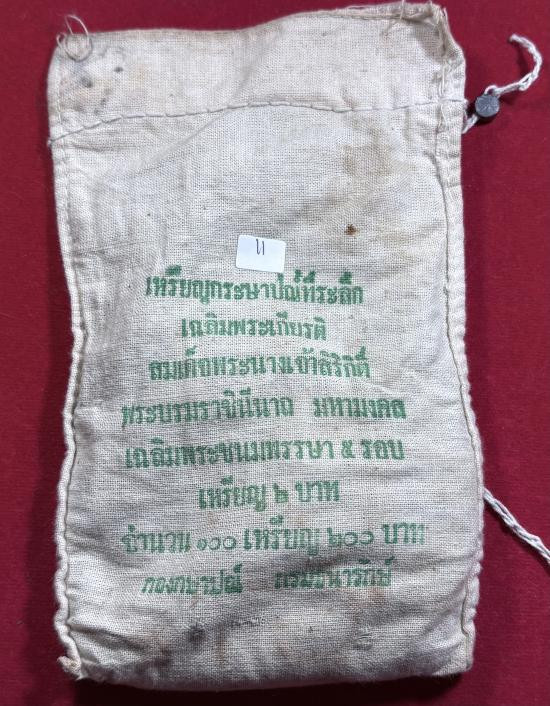 น
เหรียญกระษาปณ์ที่ระลึก
เฉลิมพระเกียรติ
สมเด็จพระนางเจ้าสิริกิติ์
พระบรมราชินีนาถ มหามงคล
เฉลิมพระชนมพรรษา ๕ รอบ
เหรียญ ๒ บาท
จำนวน ๑๐๐ เหรียญ ๒๐๐ บาท
กองกษาปณ์ กรมธนารักษ์